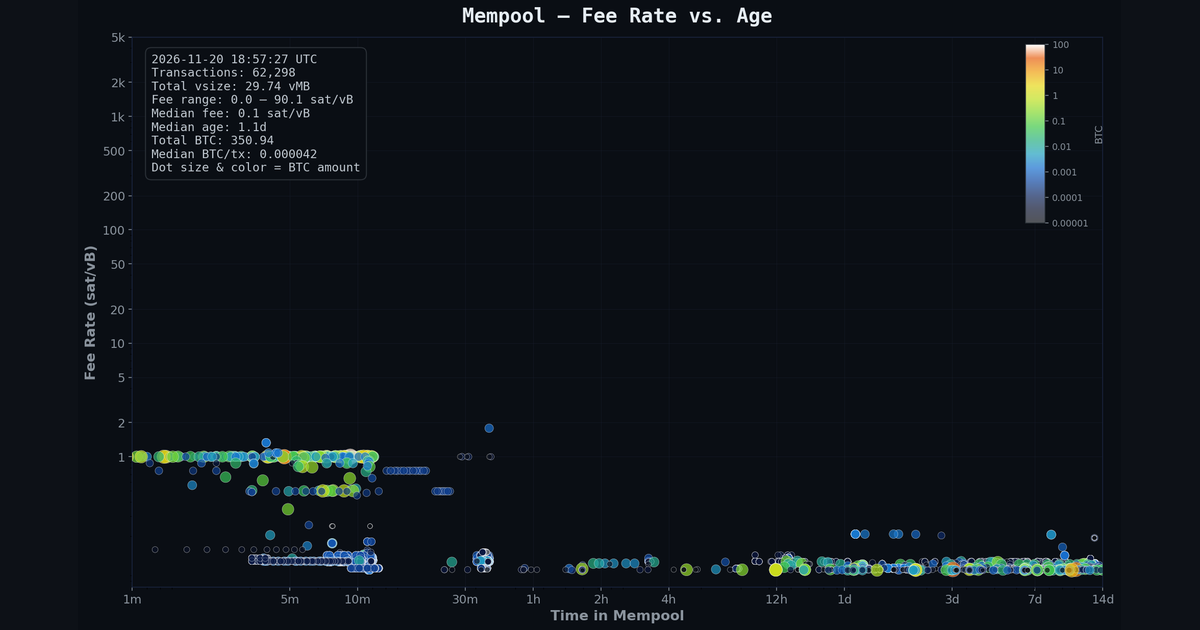 Mempool — Fee Rate vs. Age
2026-11-20 18:57:27 UTC
Transactions: 62,298
Total vsize: 29.74 vMB
Fee range: 0.0 – 90.1 sat/vB
Median fee: 0.1 sat/vB
Median age: 1.1d
Total BTC: 350.94
Median BTC/tx: 0.000042
Dot size & color = BTC amount
100
10
1
0.1
0.01
0.001
0.0001
0.00001
BTC
Fee Rate (sat/vB)
5k
2k
1k
500
200
100
50
20
10
5
2
1
1m 5m 10m 30m 1h 2h 4h 12h 1d 3d 7d 14d
Time in Mempool